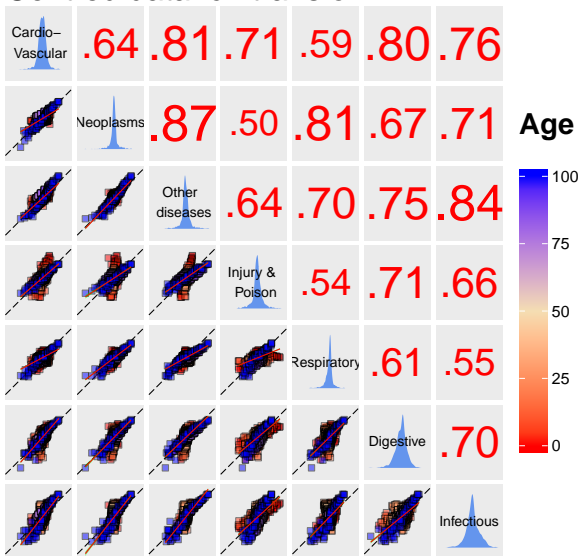 Cardio–
Vascular
.64
.81
.71
.59
.80
.76
Neoplasms
.87
.50
.81
.67
.71
Age
Other
diseases
.64
.70
.75
.84
Injury &
Poison
.54
.71
.66
Respiratory
.61
.55
Digestive
.70
Infectious
100
75
50
25
0